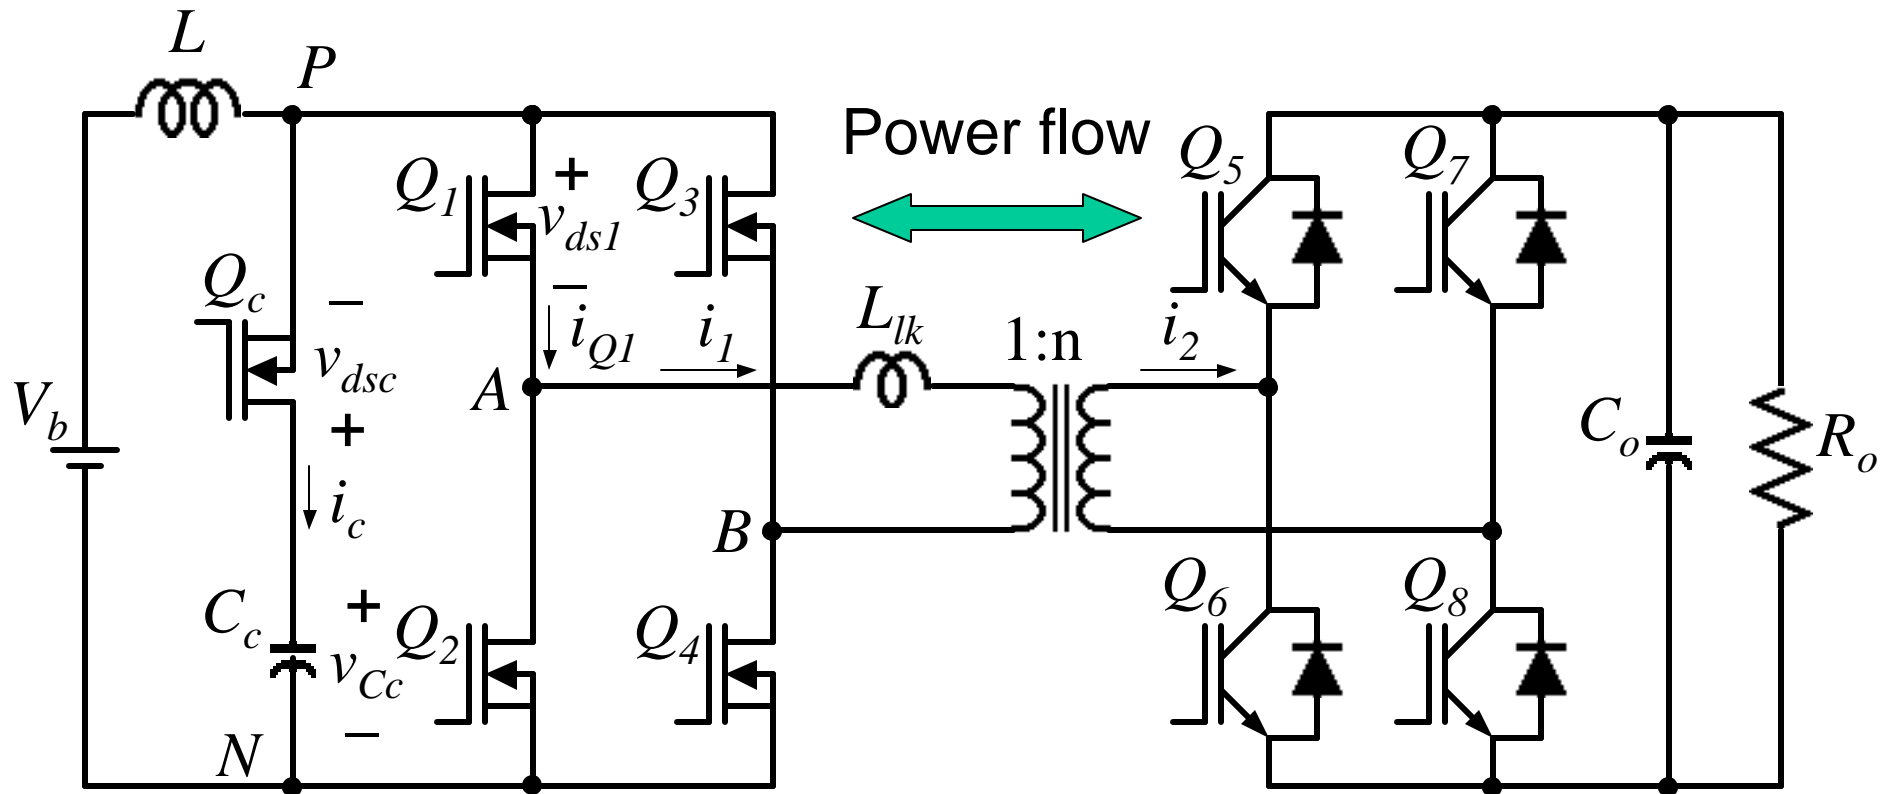 L
P
Power flow
Q5
Q7
Q1
+
vds1
−
Q3
Qc
−
vdsc
+
iQ1
i1
Llk
1:n
i2
A
Vb
Co
Ro
ic
B
Cc
+
vCc
−
Q2
Q4
Q6
Q8
N